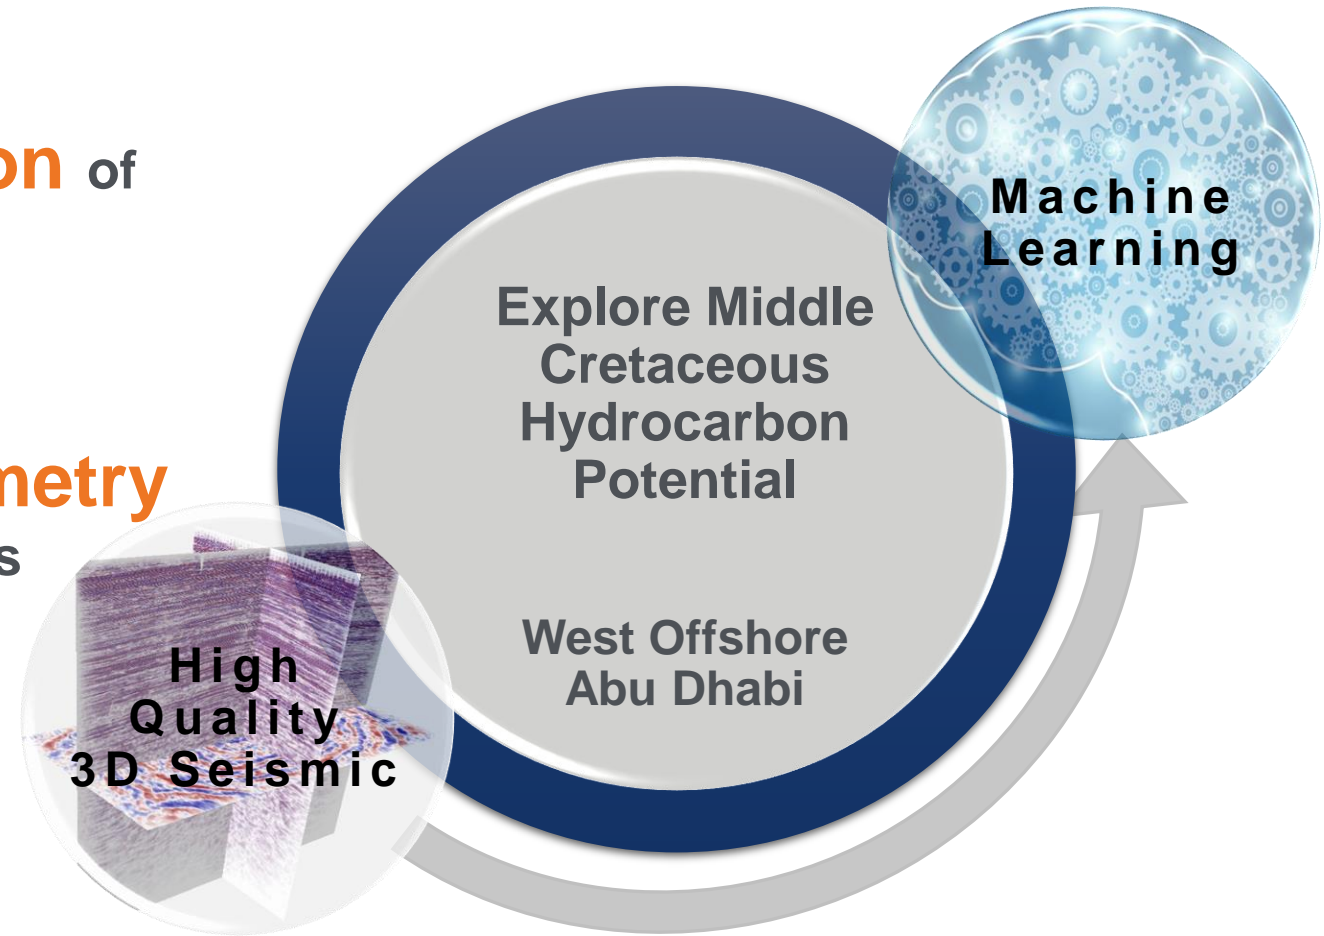 on of
metry
s
Explore Middle
Cretaceous
Hydrocarbon
Potential
West Offshore
Abu Dhabi
Machine
Learning
High
Quality
3D Seismic